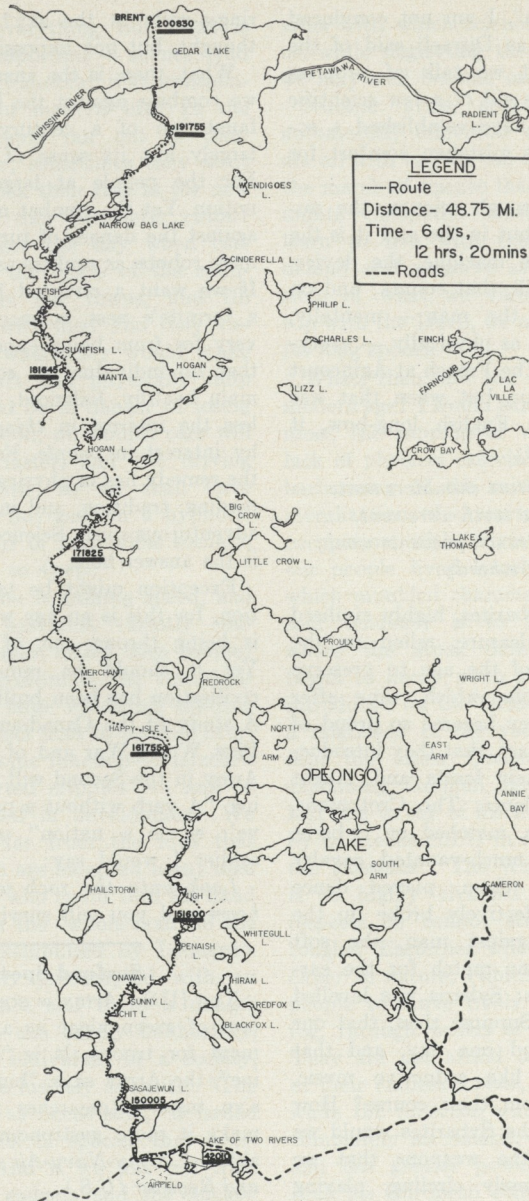 BRENT
200830
CEDAR LAKE
NIPISSING RIVER
PETAWAWA
RIVER
RADIENT
L.
191755
LEGEND
Route
Distance- 48.75 Mi.
Time- 6 dys,
12 hrs, 20mins
Roads
WENDIGOES
L.
NARROW BAG LAKE
CINDERELLA L.
CATFISH
PHILIP L.
CHARLES L.
FINCH
SUNFISH L.
181645
MANTA L.
HOGAN
L.
LIZZ L.
FARNCOMB
LAC
LA
VILLE
CROW BAY
HOGAN L.
BIG
CROW
L.
LAKE
THOMAS
171825
LITTLE CROW L.
PROULX
L.
MERCHANT
L.
REDROCK L.
WRIGHT L.
HAPPY ISLE L.
161755
NORTH
ARM
EAST
ARM
OPEONGO
ANNIE
BAY
LAKE
SOUTH
ARM
HAILSTORM
L.
CAMERON
L.
151600
WHITEGULL
L.
PENAISH
L.
ONAWAY L.
HIRAM L.
SUNNY L.
REDFOX L.
BLACKFOX L.
SASAJEWUN L.
150005
LAKE OF TWO RIVERS
DZ
AIRFIELD